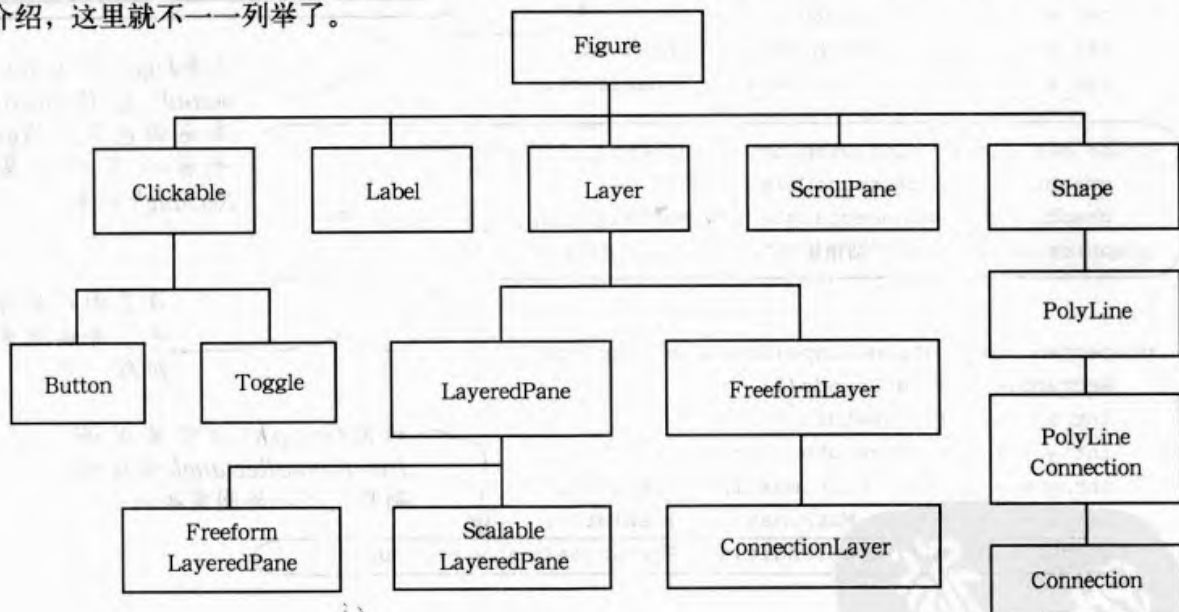 介绍，这里就不一一列举了。
Figure
Clickable
Label
Layer
ScrollPane
Shape
PolyLine
Button
Toggle
LayeredPane
FreeformLayer
PolyLine
Connection
Freeform
LayeredPane
Scalable
LayeredPane
ConnectionLayer
Connection